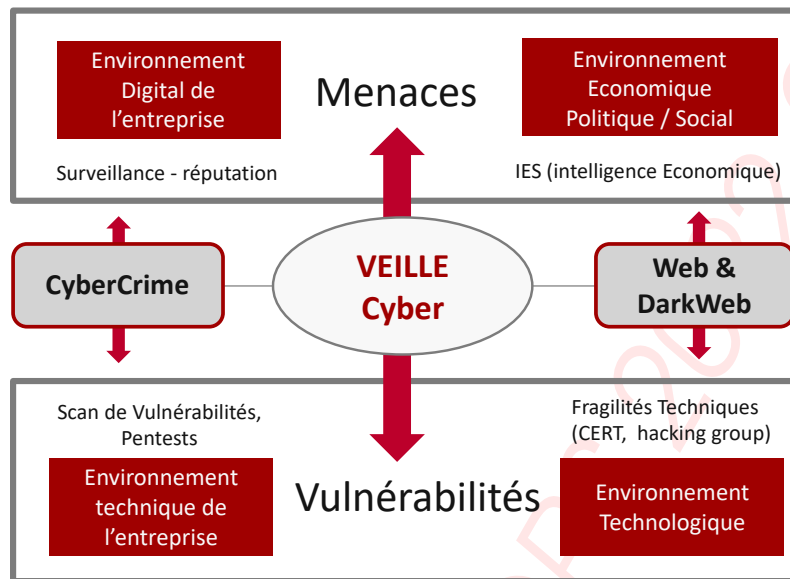 Environnement
Digital de
l’entreprise
Menaces
Environnement
Economique
Politique / Social
Surveillance - réputation
IES (intelligence Economique)
CyberCrime
VEILLE
Cyber
Web &
DarkWeb
Scan de Vulnérabilités,
Pentests
Fragilités Techniques
(CERT, hacking group)
Environnement
technique de
l’entreprise
Vulnérabilités
Environnement
Technologique